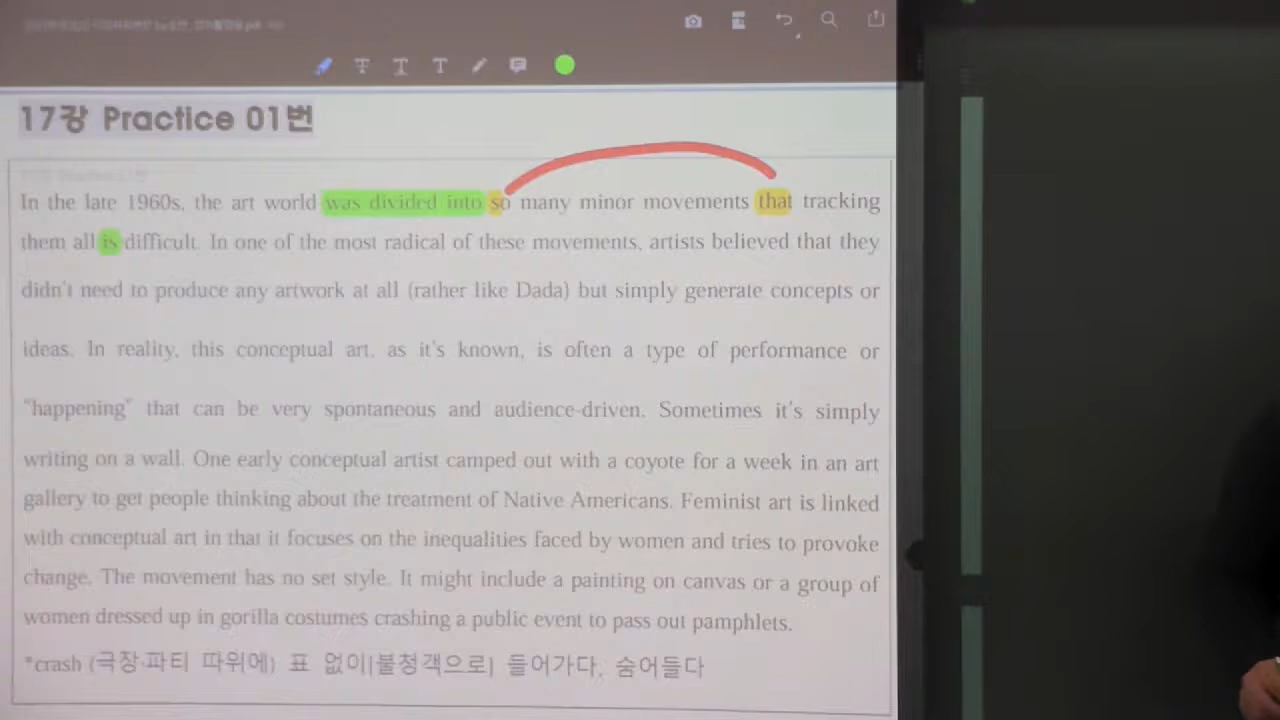 17강 Practice 01번
In the late 1960s, the art world was divided into so many minor movements that tracking
them all is difficult. In one of the most radical of these movements, artists believed that they
didn't need to produce any artwork at all (rather like Dada) but simply generate concepts or
ideas. In reality, this conceptual art, as it's known, is often a type of performance or
"happening" that can be very spontaneous and audience-driven. Sometimes it's simply
writing on a wall. One early conceptual artist camped out with a coyote for a week in an art
gallery to get people thinking about the treatment of Native Americans. Feminist art is linked
with conceptual art in that it focuses on the inequalities faced by women and tries to provoke
change. The movement has no set style. It might include a painting on canvas or a group of
women dressed up in gorilla costumes crashing a public event to pass out pamphlets.
*crash (극장·파티 따위에) 표 없이[불청객으로] 들어가다, 숨어들다